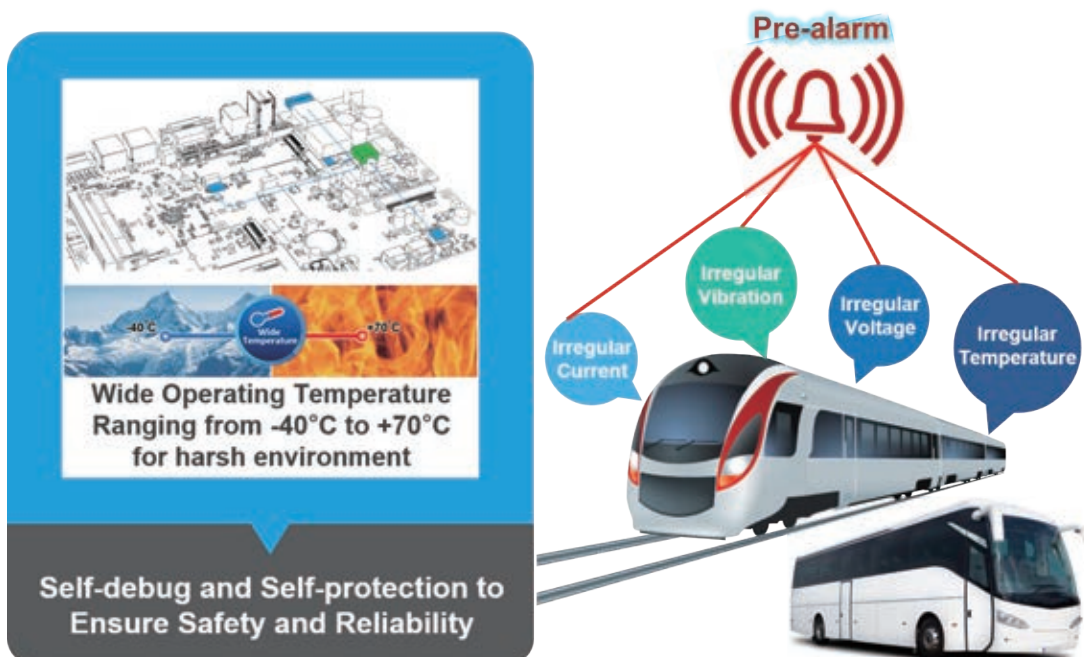 Pre-alarm
-40°C
Wide
Temperature
+70°C
Wide Operating Temperature
Ranging from -40°C to +70°C
for harsh environment
Self-debug and Self-protection to
Ensure Safety and Reliability
Irregular
Current
Irregular
Vibration
Irregular
Voltage
Irregular
Temperature